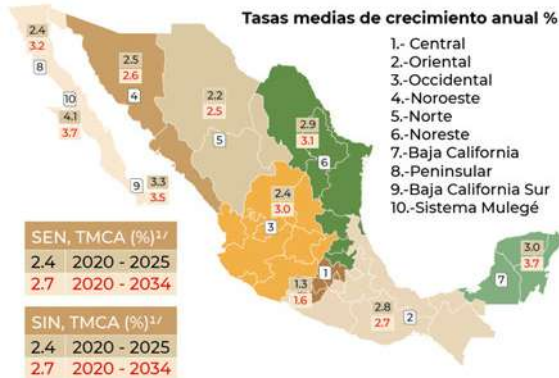 Tasas medias de crecimiento anual %
1.- Central
2.-Oriental
3.-Occidental
4.-Noroeste
5.-Norte
6.-Noreste
7.-Baja California
8.-Peninsular
9.-Baja California Sur
10.-Sistema Mulegé
2.4
3.2
8
10
4.1
3.7
9
3.3
3.5
2.5
2.6
4
2.2
2.5
5
2.9
3.1
6
2.4
3.0
3
1
1.3
1.6
2.8
2.7
2
3.0
3.7
7
SEN, TMCA (%)1/
2.4 2020 - 2025
2.7 2020 - 2034
SIN, TMCA (%)1/
2.4 2020 - 2025
2.7 2020 - 2034